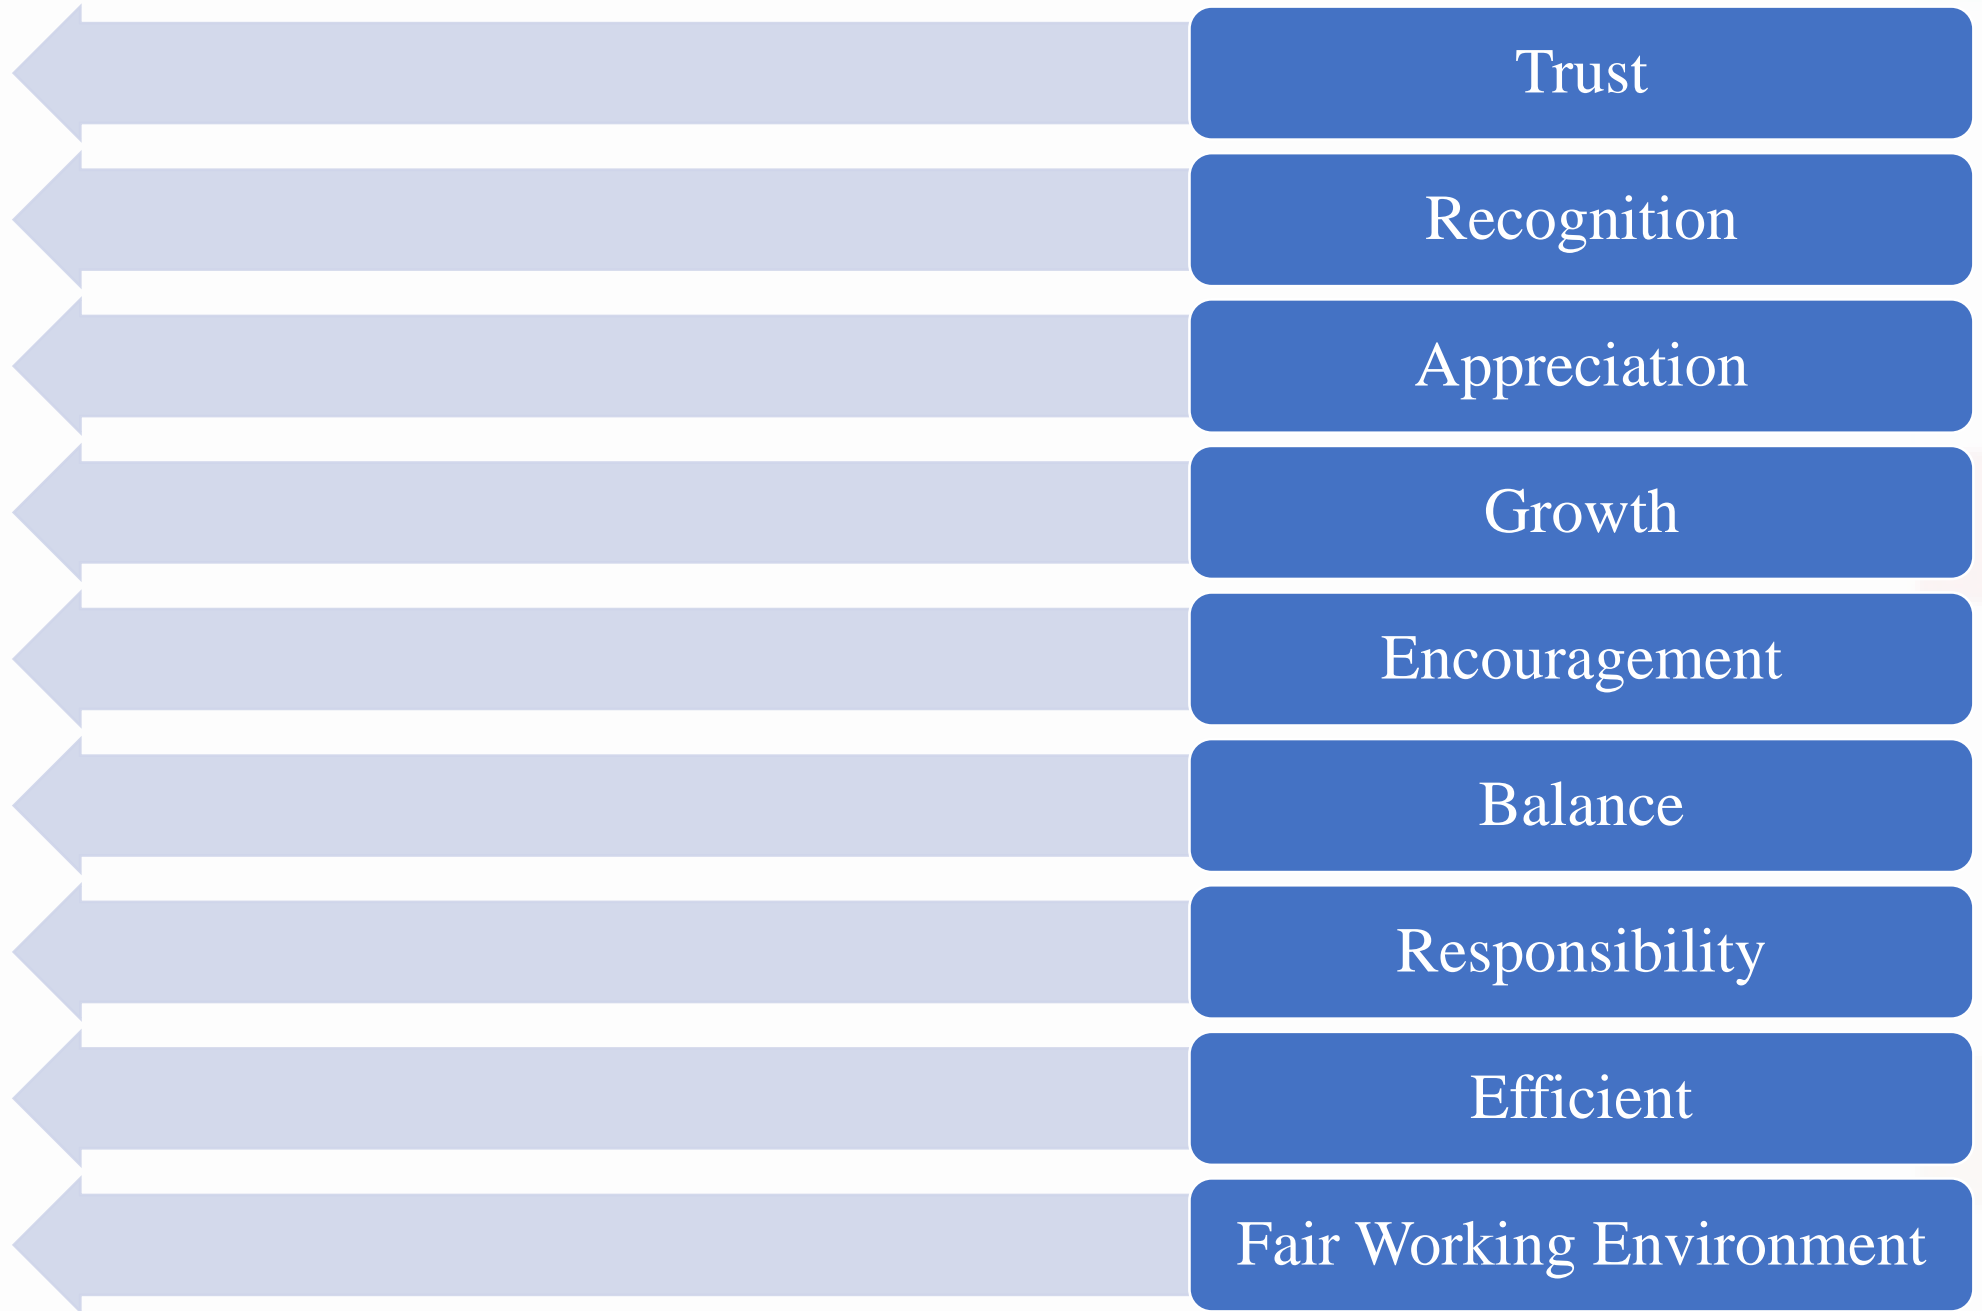 Trust
Recognition
Appreciation
Growth
Encouragement
Balance
Responsibility
Efficient
Fair Working Environment